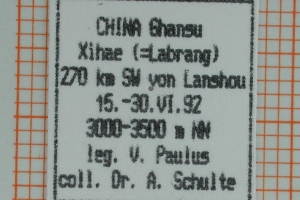 CHINA Ghansu
Xihae (=Labrang)
270 km SW von Lanshou
15.-30.VI.92
3000-3500 m NN
leg. V. Paulus
coll. Dr. A. Schulte